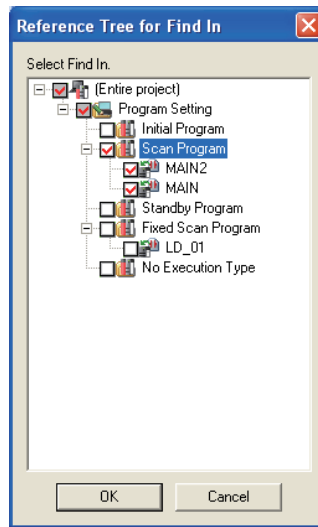 Reference Tree for Find In
Select Find In.
(Entire project)
Program Setting
Initial Program
Scan Program
MAIN2
MAIN
Standby Program
Fixed Scan Program
LD_01
No Execution Type
OK Cancel